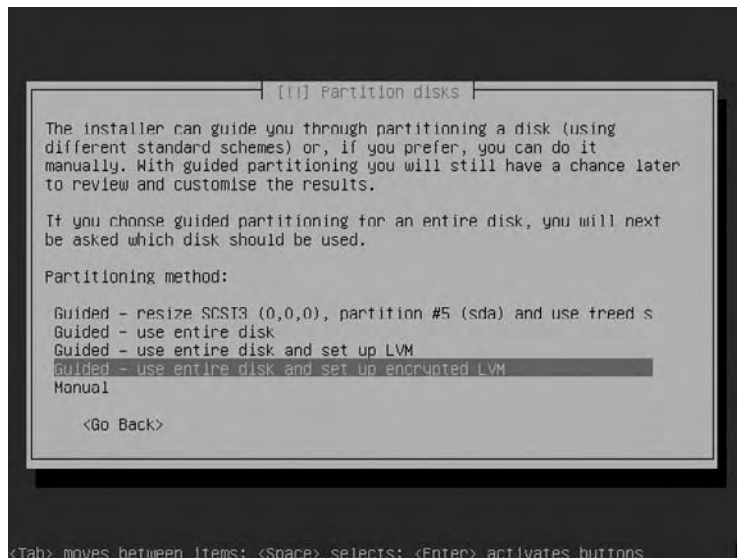 [!!] Partition disks
The installer can guide you through partitioning a disk (using
different standard schemes) or, if you prefer, you can do it
manually. With guided partitioning you will still have a chance later
to review and customise the results.
If you choose guided partitioning for an entire disk, you will next
be asked which disk should be used.
Partitioning method:
Guided - resize SCSI3 (0,0,0), partition #5 (sda) and use freed s
Guided - use entire disk
Guided - use entire disk and set up LVM
Guided - use entire disk and set up encrypted LVM
Manual
<Go Back>
<Tab> moves between items; <Space> selects; <Enter> activates buttons